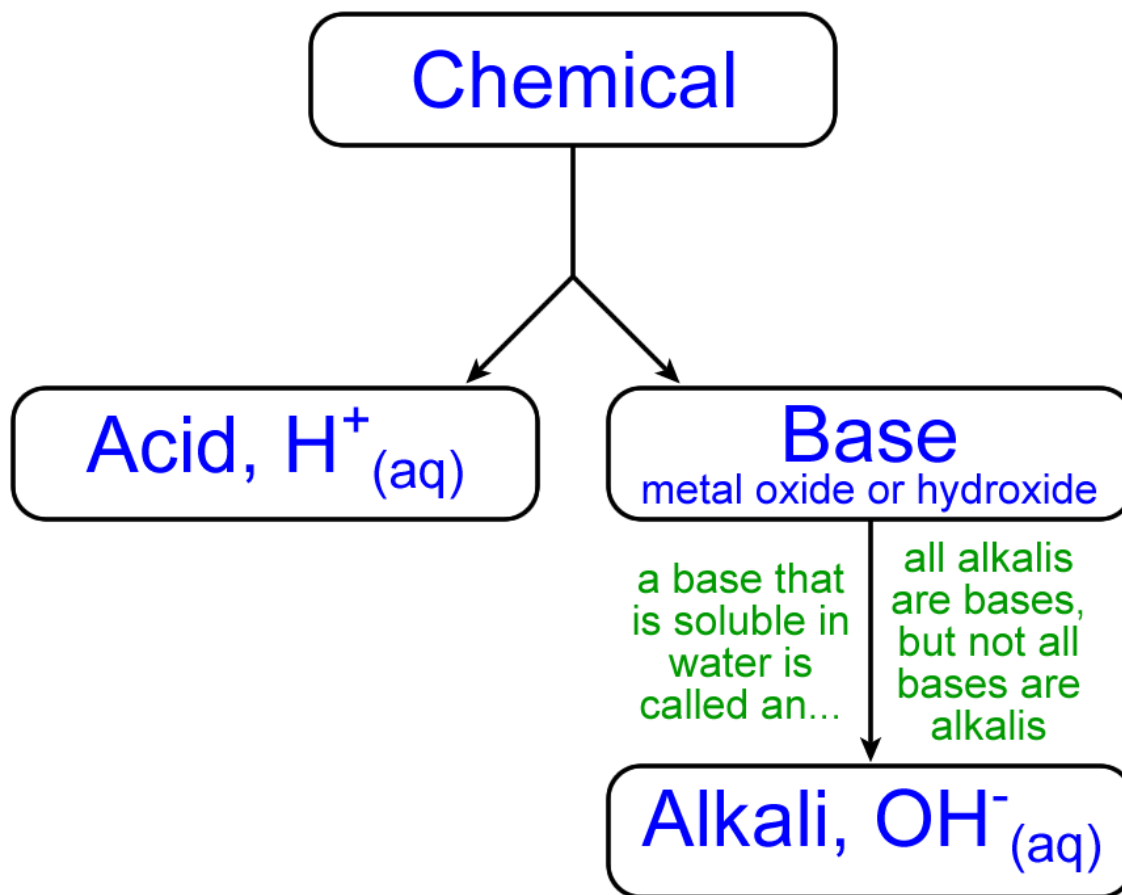 Chemical
Acid, H⁺(aq)
Base
metal oxide or hydroxide
a base that
is soluble in
water is
called an...
all alkalis
are bases,
but not all
bases are
alkalis
Alkali, OH⁻(aq)